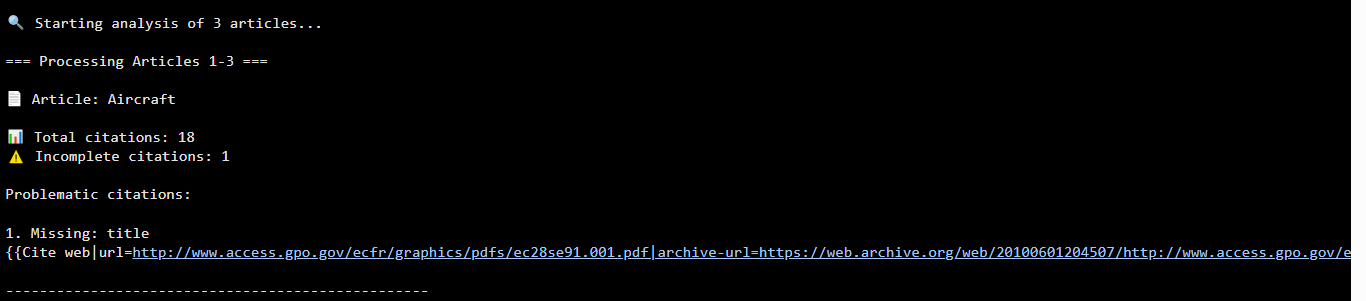 🔍 Starting analysis of 3 articles...
=== Processing Articles 1-3 ===
📄 Article: Aircraft
📊 Total citations: 18
⚠️ Incomplete citations: 1
Problematic citations:
1. Missing: title
{{Cite web|url=http://www.access.gpo.gov/ecfr/graphics/pdfs/ec28se91.001.pdf|archive-url=https://web.archive.org/web/20100601204507/http://www.access.gpo.gov/e
--------------------------------------------------